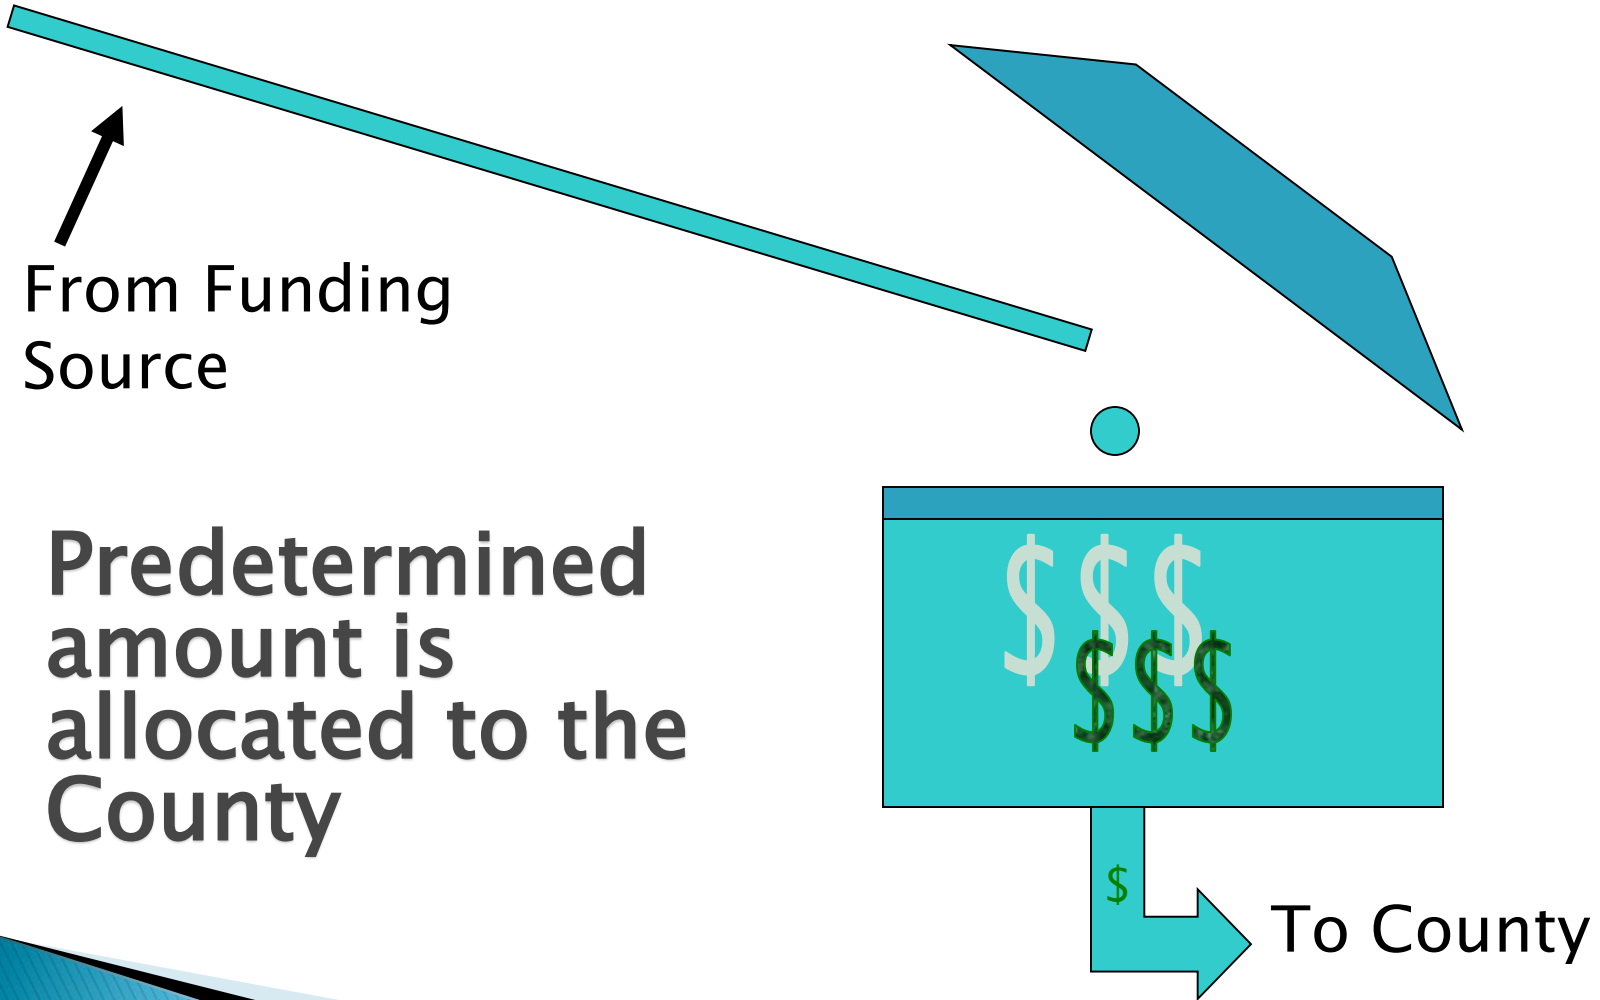 From Funding
Source
Predetermined
amount is
allocated to the
County
$$$
$$$
$
To County